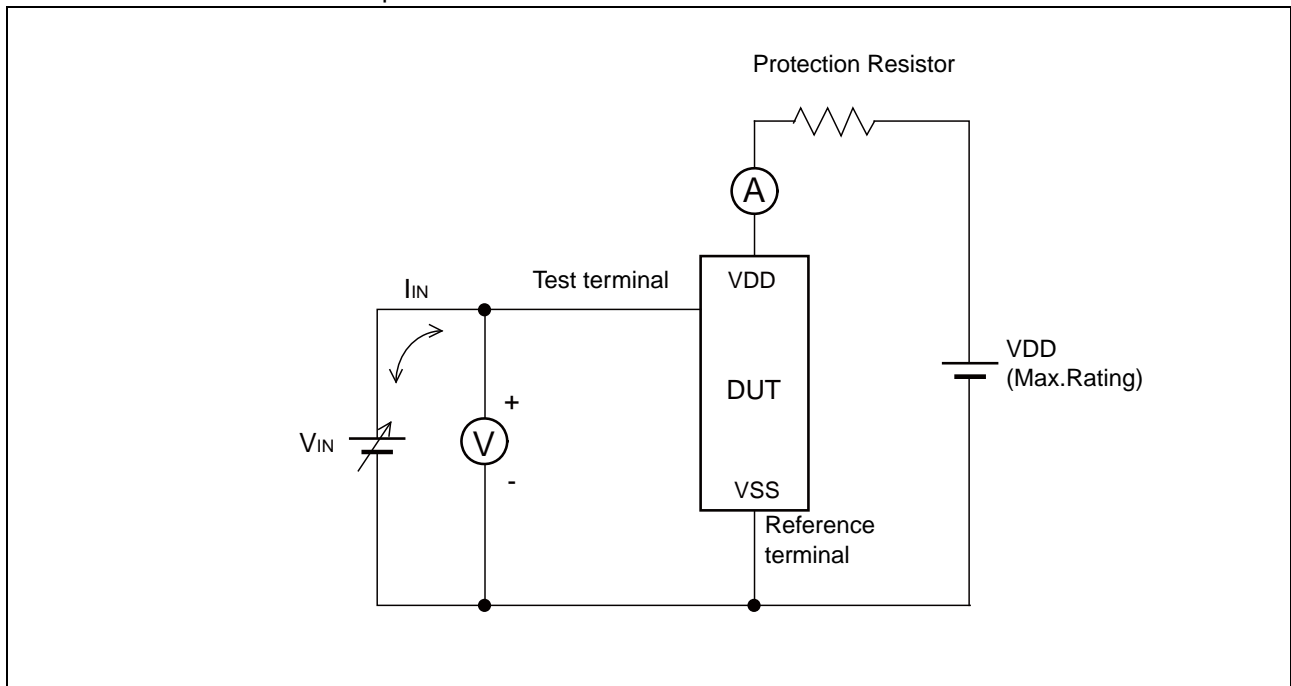 Protection Resistor
A
IIN
Test terminal
VDD
VDD
(Max.Rating)
DUT
+
VIN
V
-
VSS
Reference
terminal